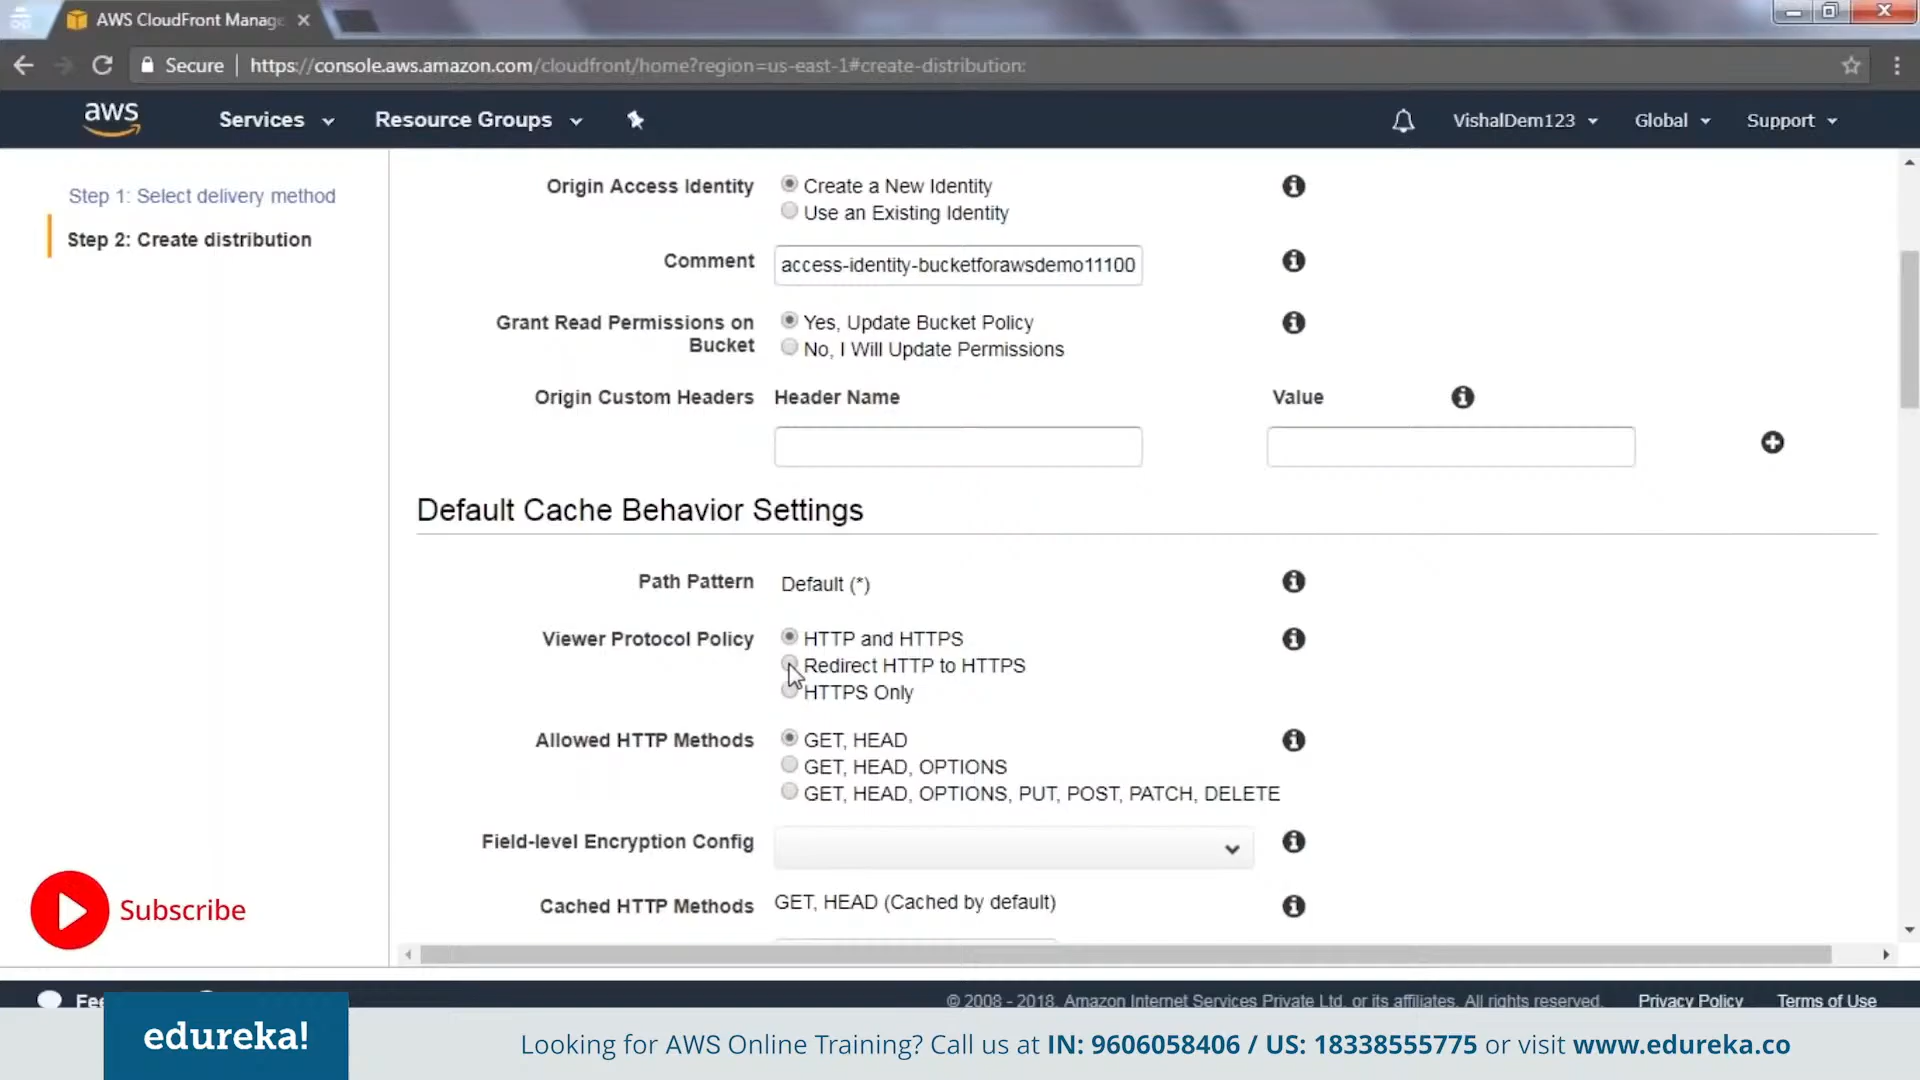 AWS CloudFront Manage
Secure
https://console.aws.amazon.com/cloudfront/home?region=us-east-1#create-distribution:
aws
Services
Resource Groups
VishalDem123
Global
Support
Step 1: Select delivery method
Step 2: Create distribution
Origin Access Identity
Create a New Identity
Use an Existing Identity
Comment
access-identity-bucketforawsdemo11100
Grant Read Permissions on
Bucket
Yes, Update Bucket Policy
No, I Will Update Permissions
Origin Custom Headers
Header Name
Value
Default Cache Behavior Settings
Path Pattern
Default (*)
Viewer Protocol Policy
HTTP and HTTPS
Redirect HTTP to HTTPS
HTTPS Only
Allowed HTTP Methods
GET, HEAD
GET, HEAD, OPTIONS
GET, HEAD, OPTIONS, PUT, POST, PATCH, DELETE
Field-level Encryption Config
Cached HTTP Methods
GET, HEAD (Cached by default)
Subscribe
© 2008 - 2018, Amazon Internet Services Private Ltd. or its affiliates. All rights reserved.
Privacy Policy
Terms of Use
edureka!
Looking for AWS Online Training? Call us at IN: 9606058406 / US: 18338555775 or visit www.edureka.co